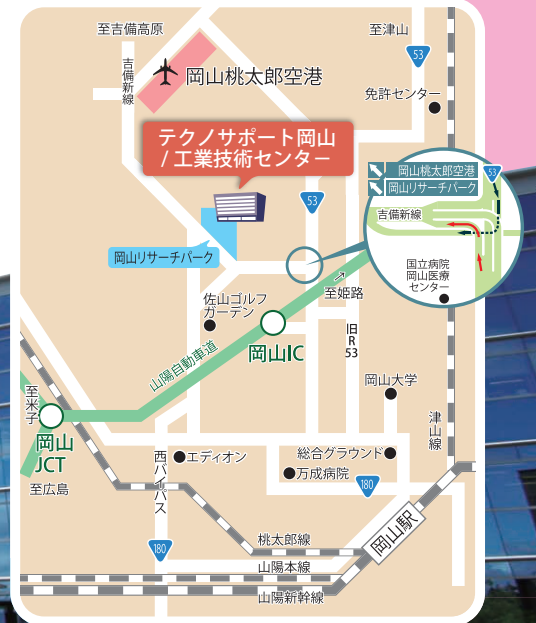 至吉備高原
至津山
53
吉備新線
岡山桃太郎空港
免許センター
テクノサポート岡山
/ 工業技術センター
岡山桃太郎空港
53
岡山リサーチパーク
53
吉備新線
岡山リサーチパーク
国立病院
岡山医療
センター
至姫路
佐山ゴルフ
ガーデン
岡山IC
旧R53
山陽自動車道
岡山大学
至米子
岡山
JCT
津山線
西バイパス
エディオン
総合グラウンド
万成病院
至広島
180
岡山駅
桃太郎線
180
山陽本線
山陽新幹線